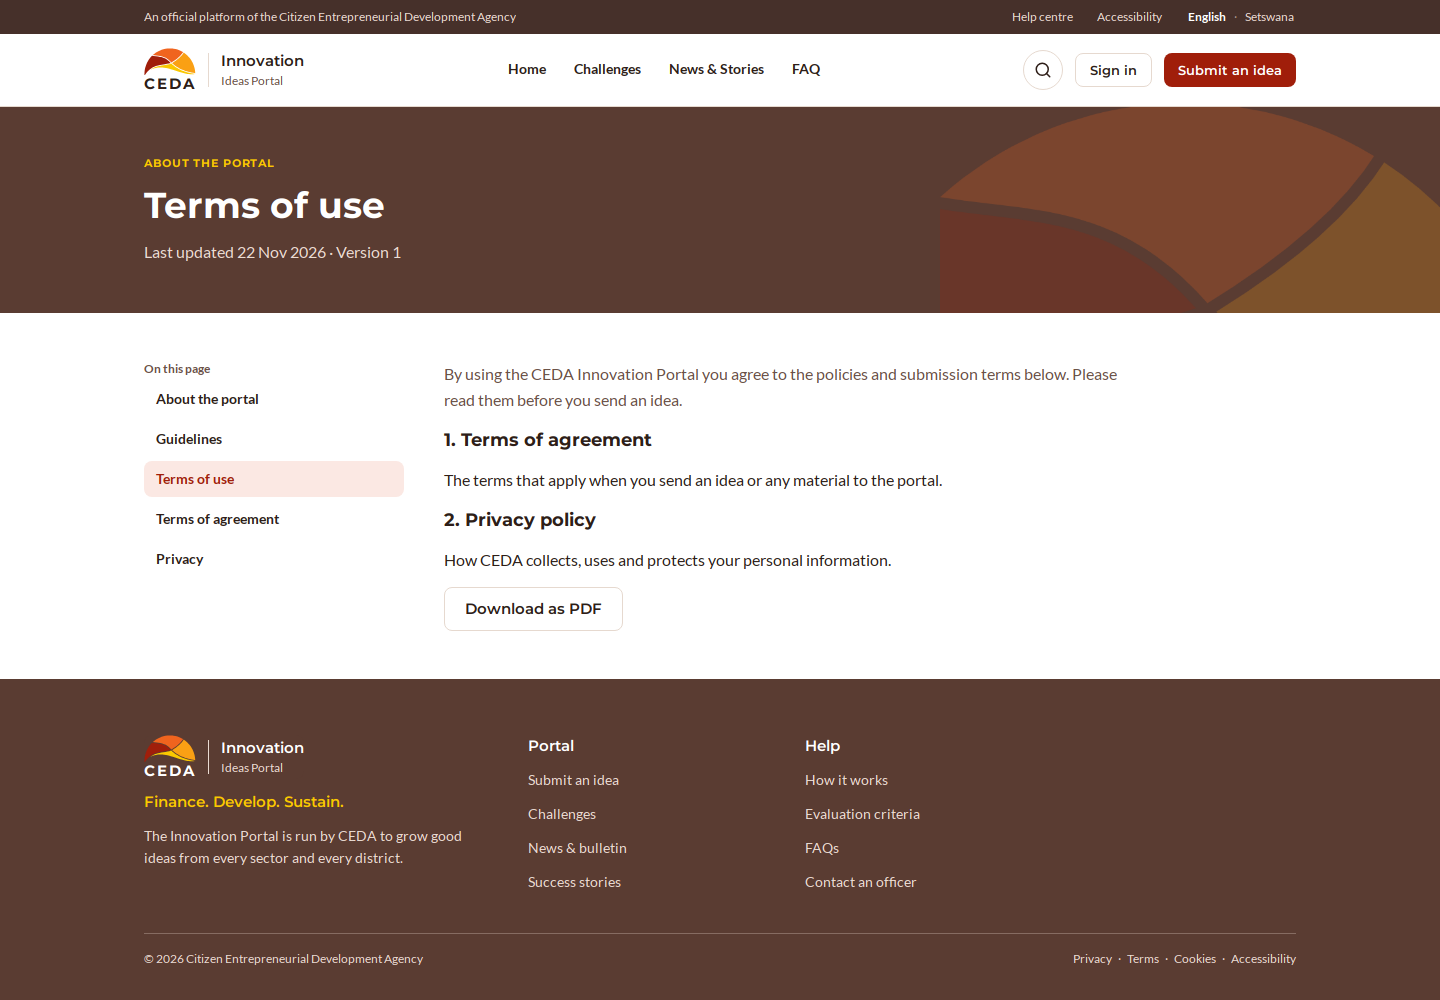 An official platform of the Citizen Entrepreneurial Development Agency
Help centre
Accessibility
English · Setswana
CEDA
Innovation
Ideas Portal
Home
Challenges
News & Stories
FAQ
Sign in
Submit an idea
ABOUT THE PORTAL
Terms of use
Last updated 22 Nov 2026 · Version 1
On this page
About the portal
Guidelines
Terms of use
Terms of agreement
Privacy
By using the CEDA Innovation Portal you agree to the policies and submission terms below. Please
read them before you send an idea.
1. Terms of agreement
The terms that apply when you send an idea or any material to the portal.
2. Privacy policy
How CEDA collects, uses and protects your personal information.
Download as PDF
CEDA
Innovation
Ideas Portal
Finance. Develop. Sustain.
The Innovation Portal is run by CEDA to grow good
ideas from every sector and every district.
Portal
Submit an idea
Challenges
News & bulletin
Success stories
Help
How it works
Evaluation criteria
FAQs
Contact an officer
© 2026 Citizen Entrepreneurial Development Agency
Privacy · Terms · Cookies · Accessibility